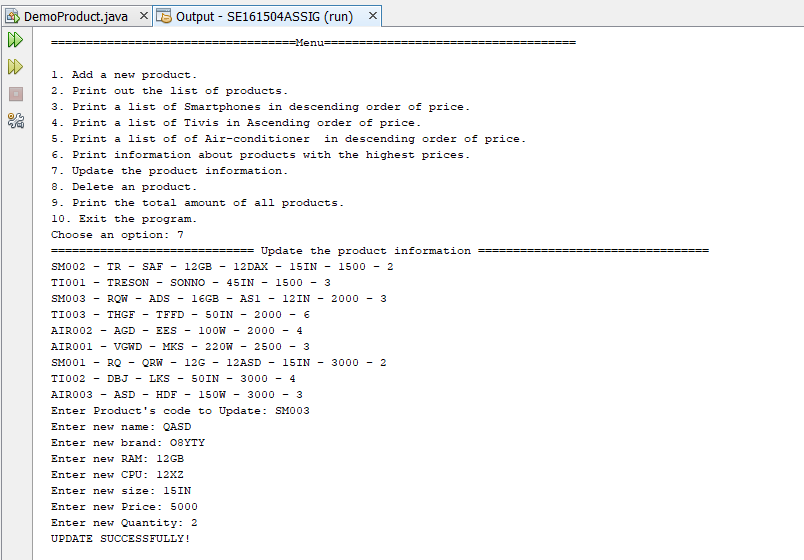 DemoProduct.java × Output - SE161504ASSIG (run) ×
===================================Menu====================================
1. Add a new product.
2. Print out the list of products.
3. Print a list of Smartphones in descending order of price.
4. Print a list of Tivis in Ascending order of price.
5. Print a list of of Air-conditioner  in descending order of price.
6. Print information about products with the highest prices.
7. Update the product information.
8. Delete an product.
9. Print the total amount of all products.
10. Exit the program.
Choose an option: 7
============================= Update the product information =================================
SM002 - TR - SAF - 12GB - 12DAX - 15IN - 1500 - 2
TI001 - TRESON - SONNO - 45IN - 1500 - 3
SM003 - RQW - ADS - 16GB - AS1 - 12IN - 2000 - 3
TI003 - THGF - TFFD - 50IN - 2000 - 6
AIR002 - AGD - EES - 100W - 2000 - 4
AIR001 - VGWD - MKS - 220W - 2500 - 3
SM001 - RQ - QRW - 12G - 12ASD - 15IN - 3000 - 2
TI002 - DBJ - LKS - 50IN - 3000 - 4
AIR003 - ASD - HDF - 150W - 3000 - 3
Enter Product's code to Update: SM003
Enter new name: QASD
Enter new brand: O8YTY
Enter new RAM: 12GB
Enter new CPU: 12XZ
Enter new size: 15IN
Enter new Price: 5000
Enter new Quantity: 2
UPDATE SUCCESSFULLY!